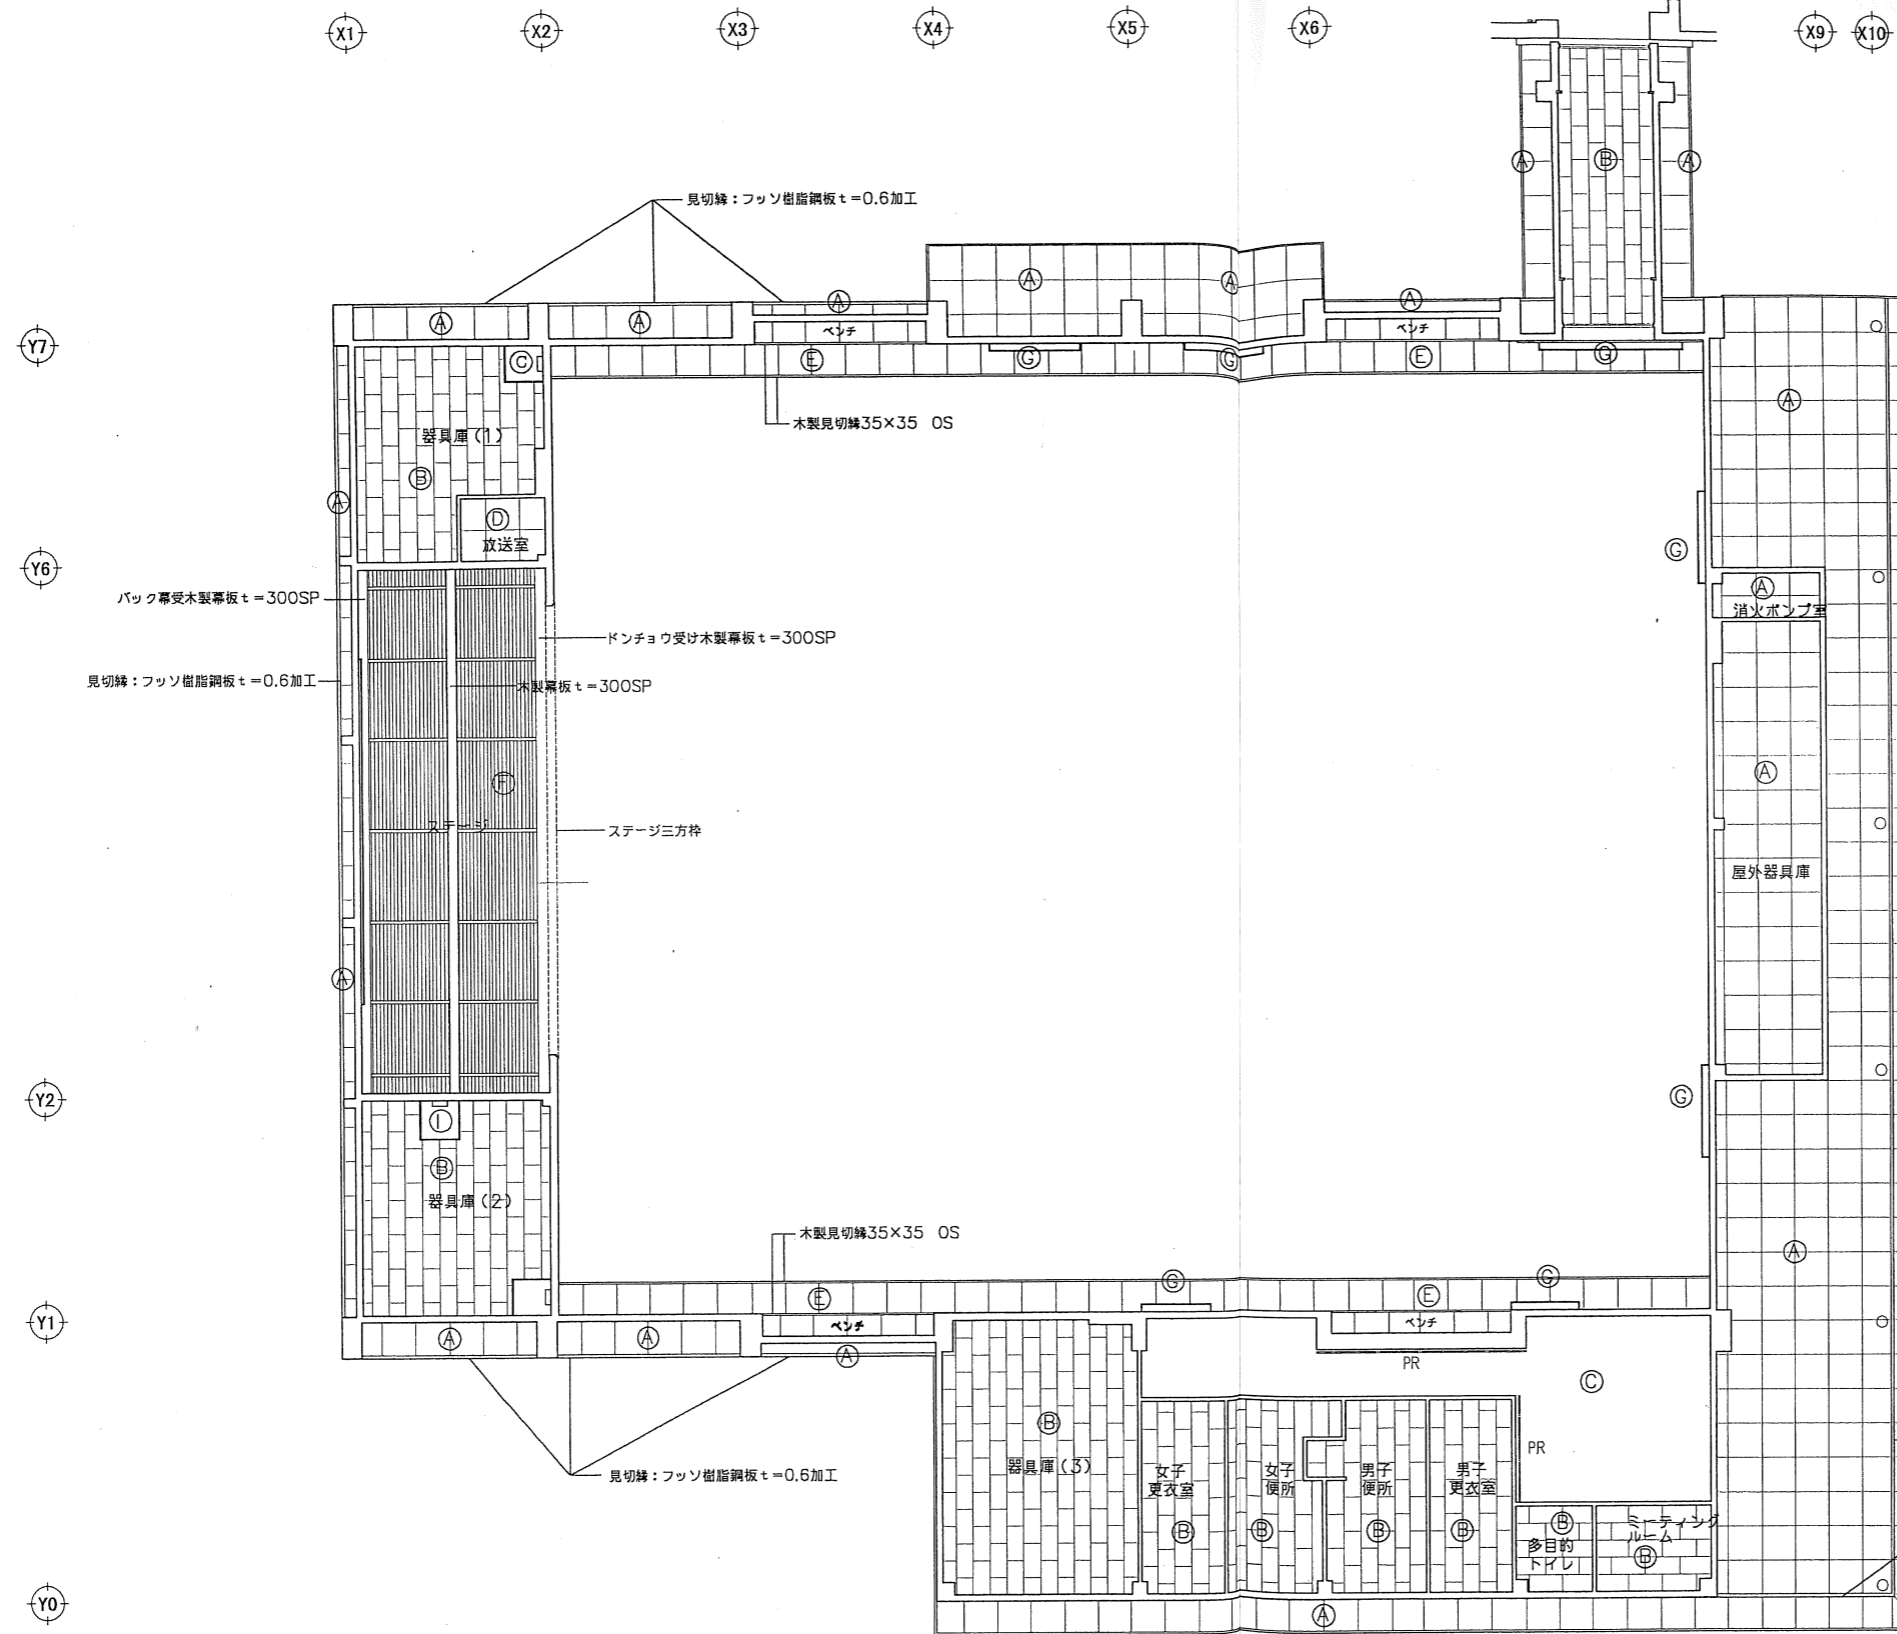 X1 X2 X3 X4 X5 X6 X9 X10
A B A
見切縁：フッソ樹脂鋼板ｔ＝0.6加工
A A
A A A A
ベンチ ベンチ
Y7
C E G G E G
A
木製見切縁35×35 OS
器具庫（1）
B
A
D
放送室
G
Y6
A
バック幕受木製幕板ｔ＝300SP
消火ポンプ室
ドンチョウ受け木製幕板ｔ＝300SP
見切縁：フッソ樹脂鋼板ｔ＝0.6加工
木製幕板ｔ＝300SP
A
F
ステージ
ステージ三方枠
屋外器具庫
A
Y2
G
I
B
器具庫（2）
木製見切縁35×35 OS
A
G G
E E
Y1
ベンチ ベンチ
A A A
PR
C
B
PR
器具庫（3）
女子
更衣室
女子
便所
男子
便所
男子
更衣室
B B B B
B
多目的
トイレ
ミーティング
ルーム
B
見切縁：フッソ樹脂鋼板ｔ＝0.6加工
Y0
A